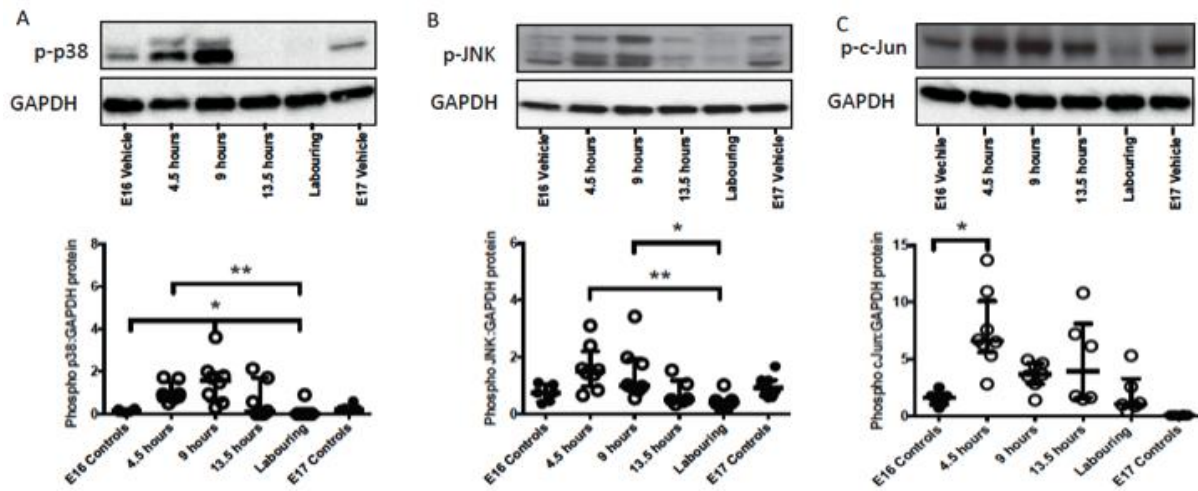 A
p-p38
GAPDH
E16 Vehicle
4.5 hours
9 hours
13.5 hours
Labouring
E17 Vehicle
Phospho p38:GAPDH protein
8
6
4
2
0
**
*
E16 Controls
4.5 hours
9 hours
13.5 hours
Labouring
E17 Controls
B
p-JNK
GAPDH
E16 Vehicle
4.5 hours
9 hours
13.5 hours
Labouring
E17 Vehicle
Phospho JNK:GAPDH protein
6
4
2
0
*
**
E16 Controls
4.5 hours
9 hours
13.5 hours
Labouring
E17 Controls
C
p-c-Jun
GAPDH
E16 Vechile
4.5 hours
9 hours
13.5 hours
Labouring
E17 Vehicle
Phospho cJun:GAPDH protein
15
10
5
0
*
E16 Controls
4.5 hours
9 hours
13.5 hours
Labouring
E17 Controls